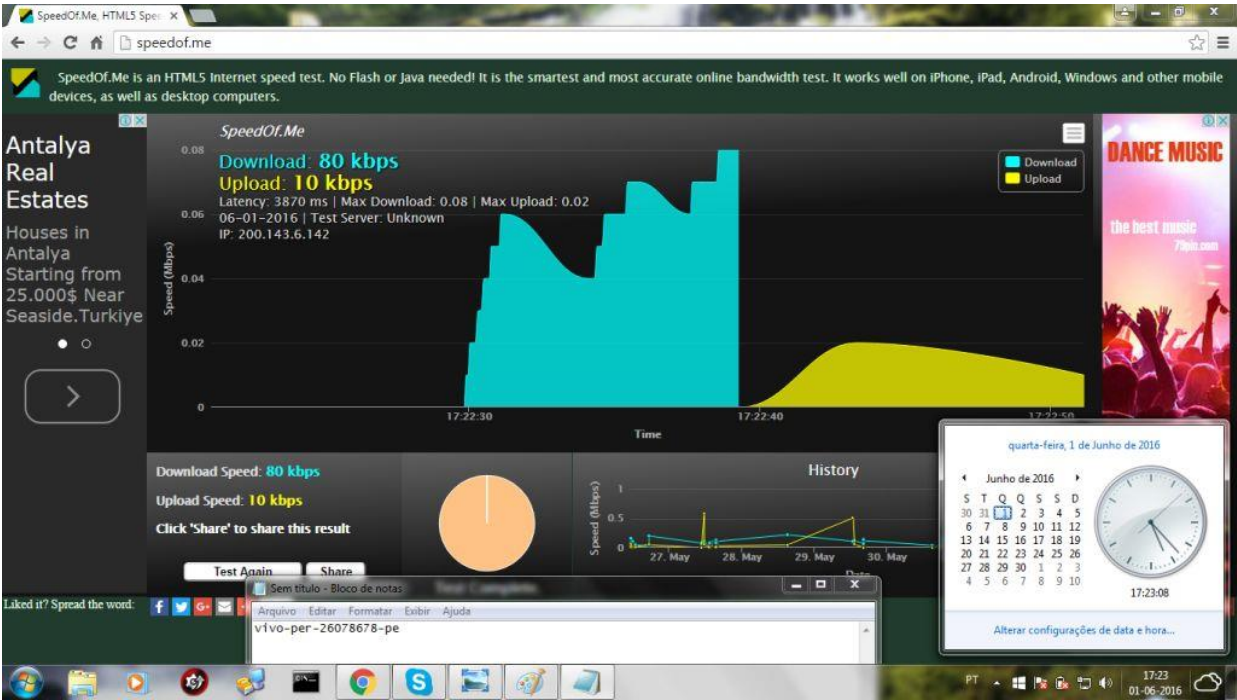 SpeedOf.Me, HTML5 Spe
speedof.me
SpeedOf.Me is an HTML5 Internet speed test. No Flash or Java needed! It is the smartest and most accurate online bandwidth test. It works well on iPhone, iPad, Android, Windows and other mobile
devices, as well as desktop computers.
Antalya
Real
Estates
Houses in
Antalya
Starting from
25.000$ Near
Seaside.Turkiye
SpeedOf.Me
Download: 80 kbps
Upload: 10 kbps
Latency: 3870 ms | Max Download: 0.08 | Max Upload: 0.02
06-01-2016 | Test Server: Unknown
IP: 200.143.6.142
Download
Upload
Speed (Mbps)
0.08
0.06
0.04
0.02
0
17:22:30 17:22:40 17:22:50
Time
DANCE MUSIC
the best music
Download Speed: 80 kbps
Upload Speed: 10 kbps
Click 'Share' to share this result
Test Again Share
Test Complete.
History
Speed (Mbps)
1
0.5
0
27. May 28. May 29. May 30. May
Date
Liked it? Spread the word:
Sem título - Bloco de notas
Arquivo Editar Formatar Exibir Ajuda
vivo-per-26078678-pe
quarta-feira, 1 de Junho de 2016
Junho de 2016
S T Q Q S S D
30 31 1 2 3 4 5
6 7 8 9 10 11 12
13 14 15 16 17 18 19
20 21 22 23 24 25 26
27 28 29 30 1 2 3
4 5 6 7 8 9 10
17:23:08
Alterar configurações de data e hora...
PT
17:23
01-06-2016